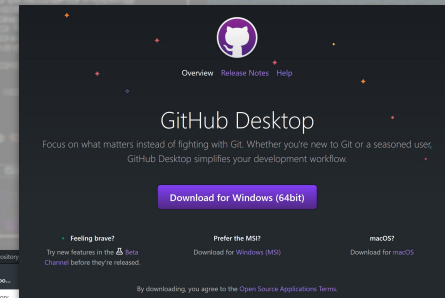 Overview Release Notes Help
GitHub Desktop
Focus on what matters instead of fighting with Git. Whether you're new to Git or a seasoned user,
GitHub Desktop simplifies your development workflow.
Download for Windows (64bit)
Feeling brave?
Try new features in the Beta
Channel before they're released.
Prefer the MSI?
Download for Windows (MSI)
macOS?
Download for macOS
By downloading, you agree to the Open Source Applications Terms.